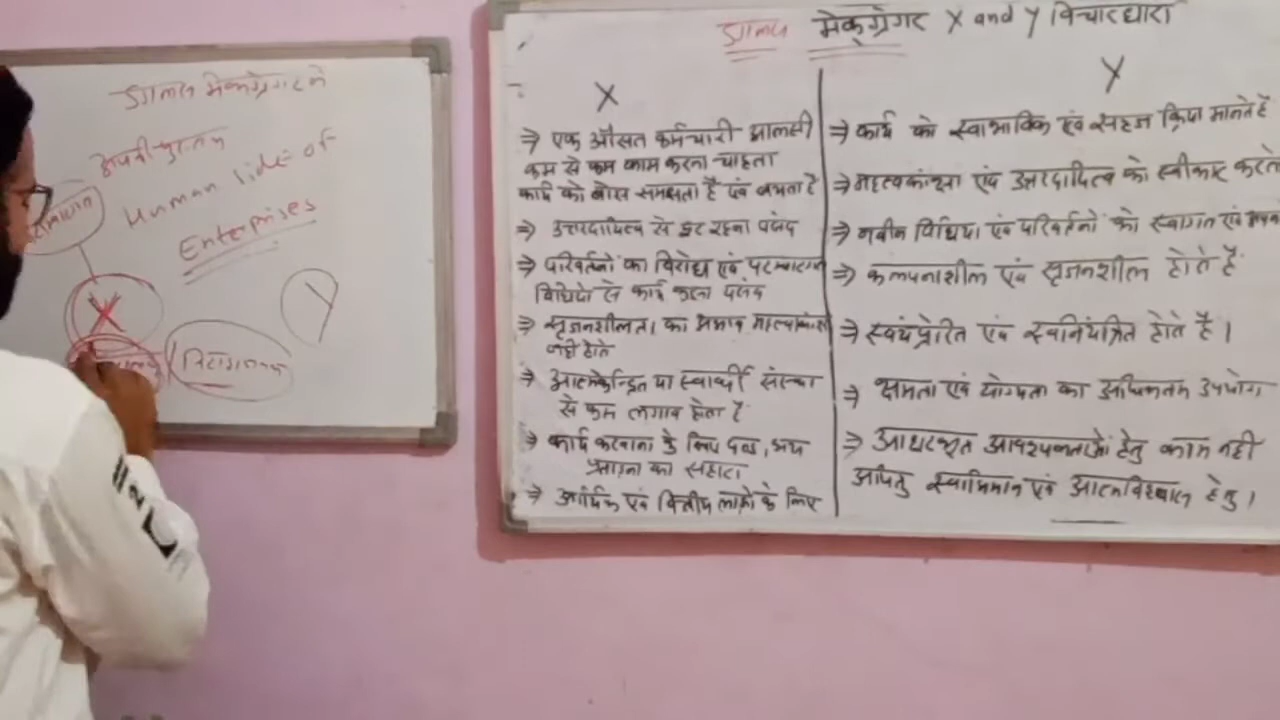 डगलस मेकग्रेगर ने
अपनी पुस्तक
Human Side of
Enterprises
X
Y
डगलस मेकग्रेगर X and Y विचारधारा
X
⇒ एक औसत कर्मचारी आलसी
कम से कम काम करना चाहता
कार्य को बोझ समझता है एवं बचता है
⇒ उत्तरदायित्व से हट रहना पसंद
⇒ परिवर्तनों का विरोध एवं परम्परागत
विधियों से कार्य करना पसंद
⇒ सृजनशीलता का अभाव
नहीं होते
⇒ आत्मकेन्द्रित या स्वार्थी संस्था
से कम लगाव होता है
⇒ कार्य करवाने के लिए दण्ड, भय
का सहारा
⇒ आर्थिक एवं वित्तीय लाभों के लिए
Y
⇒ कार्य को स्वाभाविक एवं सहज क्रिया मानते हैं
⇒ महत्वकांक्षा एवं उत्तरदायित्व को स्वीकार करते
⇒ नवीन विधियों एवं परिवर्तनों को स्वागत एवं
⇒ कल्पनाशील एवं सृजनशील होते हैं
⇒ स्वयंप्रेरित एवं स्वनियंत्रित होते है।
⇒ क्षमता एवं योग्यता का अधिकतम उपयोग
⇒ आधारभूत आवश्यकताओं हेतु काम नहीं
अपितु स्वाभिमान एवं आत्मविश्वास हेतु।